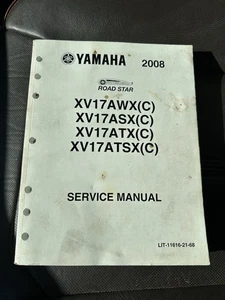 YAMAHA 2008
ROAD STAR
XV17AWX(C)
XV17ASX(C)
XV17ATX(C)
XV17ATSX(C)
SERVICE MANUAL
LIT-11616-21-68